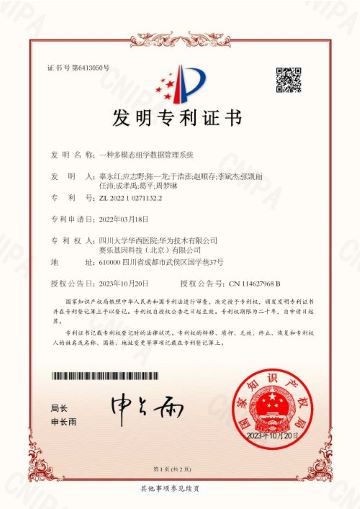 证书号第6413050号
发明专利证书
发 明 名 称：一种多模态组学数据管理系统
发 明 人：辜永红;应志野;陈一龙;于浩澎;赵顺存;李斌杰;张凯丽
任沛;成孝禹;葛平;周梦琳
专 利 号：ZL 2022 1 0271132.2
专利申请日：2022年03月18日
专 利 权 人：四川大学华西医院;华为技术有限公司
赛乐基因科技（北京）有限公司
地 址：610000 四川省成都市武侯区国学巷37号
授权公告日：2023年10月20日 授权公告号：CN 114627968 B
国家知识产权局依照中华人民共和国专利法进行审查，决定授予专利权，颁发发明专利证书
并在专利登记簿上予以登记。专利权自授权公告之日起生效。专利权期限为二十年，自申请日起
算。
专利证书记载专利权登记时的法律状况。专利权的转移、质押、无效、终止、恢复和专利权
人的姓名或名称、国籍、地址变更等事项记载在专利登记簿上。
局长
申长雨
申长雨
国家知识产权局
2023年10月20日
第 1 页 (共 2 页)
其他事项参见续页
CNIPA